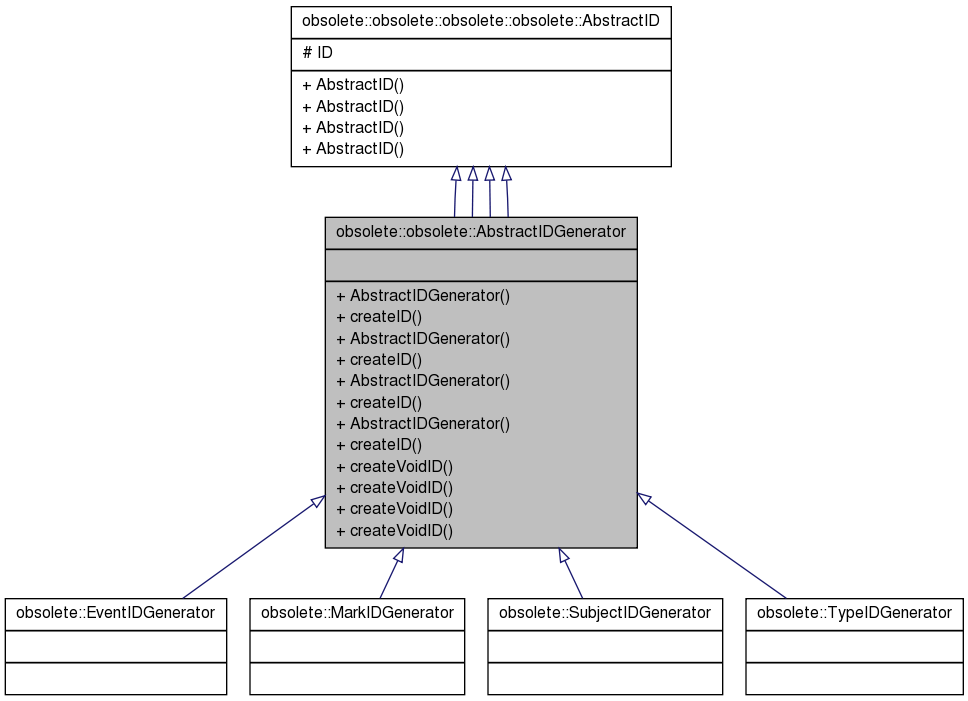 obsolete::obsolete::obsolete::obsolete::AbstractID
# ID
+ AbstractID()
+ AbstractID()
+ AbstractID()
+ AbstractID()
obsolete::obsolete::AbstractIDGenerator
+ AbstractIDGenerator()
+ createID()
+ AbstractIDGenerator()
+ createID()
+ AbstractIDGenerator()
+ createID()
+ AbstractIDGenerator()
+ createID()
+ createVoidID()
+ createVoidID()
+ createVoidID()
+ createVoidID()
obsolete::EventIDGenerator
obsolete::MarkIDGenerator
obsolete::SubjectIDGenerator
obsolete::TypeIDGenerator